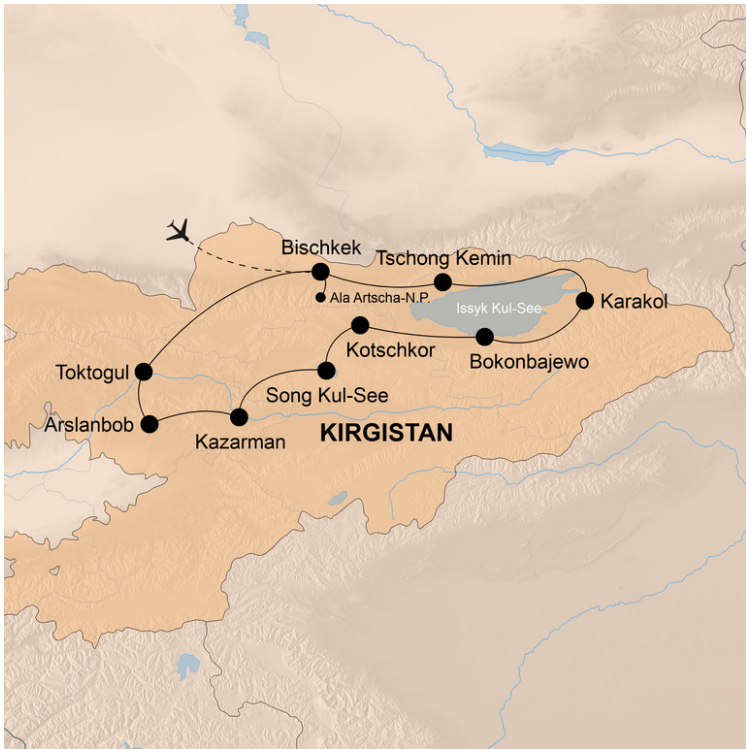 Bischkek
Tschong Kemin
Ala Artscha-N.P.
Issyk Kul-See
Karakol
Kotschkor
Bokonbajewo
Toktogul
Song Kul-See
Arslanbob
Kazarman
KIRGISTAN